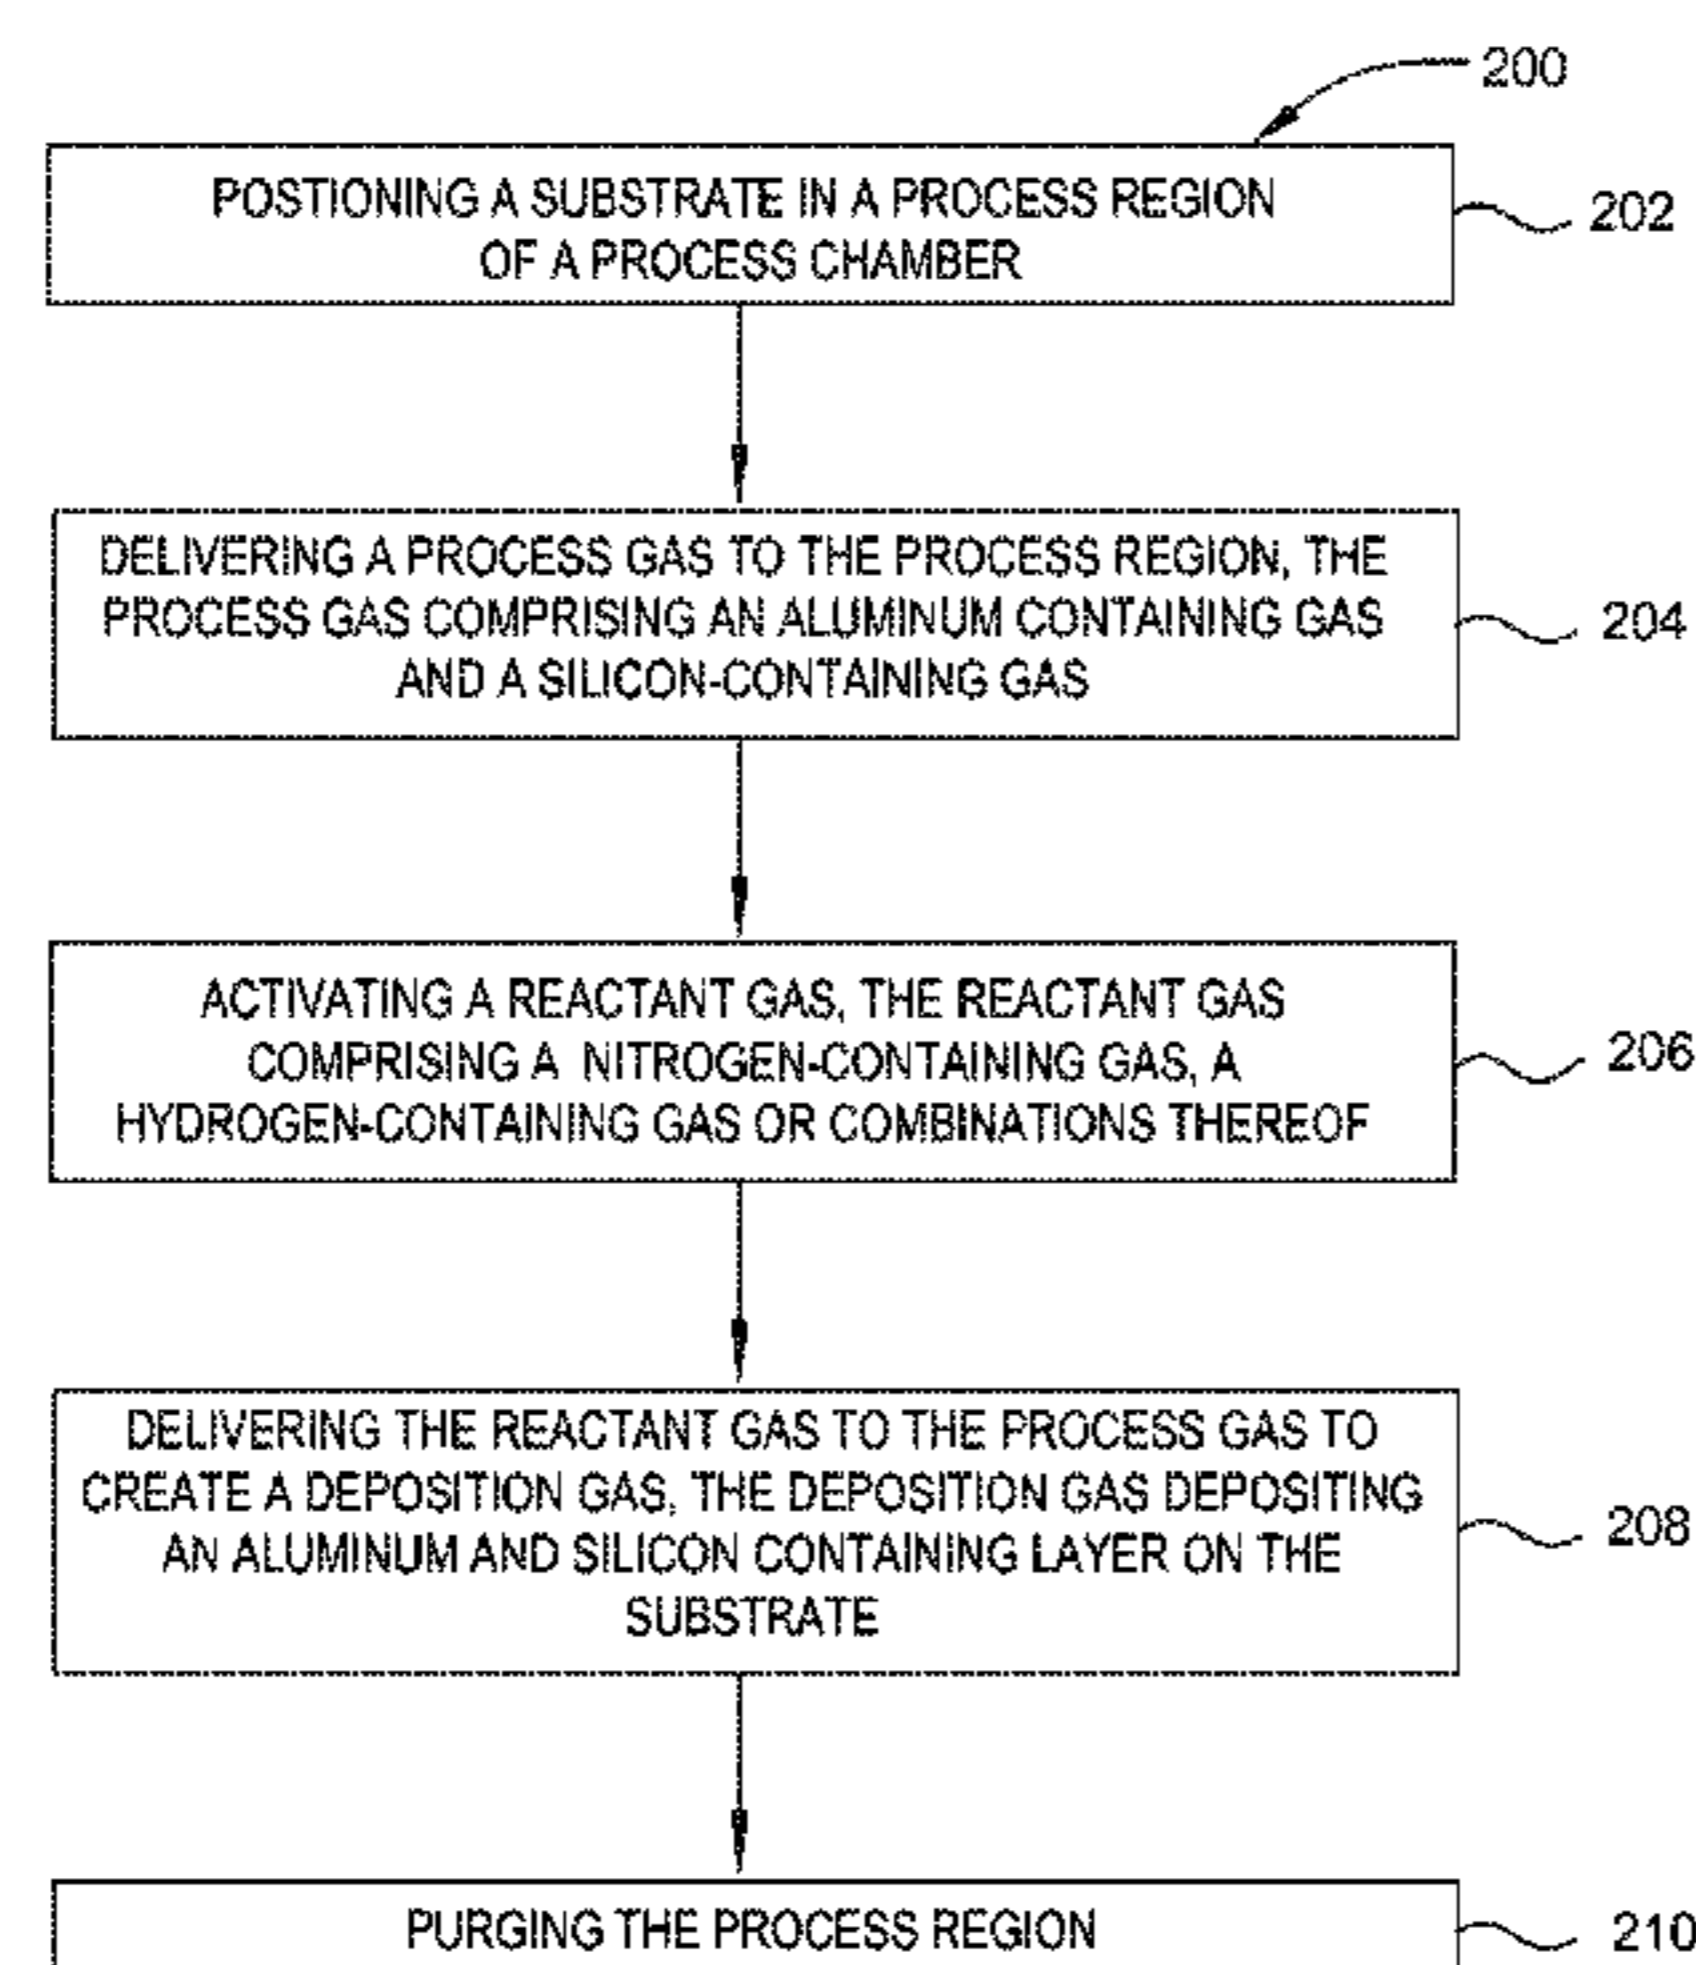 200
POSTIONING A SUBSTRATE IN A PROCESS REGION
OF A PROCESS CHAMBER
202
DELIVERING A PROCESS GAS TO THE PROCESS REGION, THE
PROCESS GAS COMPRISING AN ALUMINUM CONTAINING GAS
AND A SILICON-CONTAINING GAS
204
ACTIVATING A REACTANT GAS, THE REACTANT GAS
COMPRISING A NITROGEN-CONTAINING GAS, A
HYDROGEN-CONTAINING GAS OR COMBINATIONS THEREOF
206
DELIVERING THE REACTANT GAS TO THE PROCESS GAS TO
CREATE A DEPOSITION GAS, THE DEPOSITION GAS DEPOSITING
AN ALUMINUM AND SILICON CONTAINING LAYER ON THE
SUBSTRATE
208
PURGING THE PROCESS REGION
210